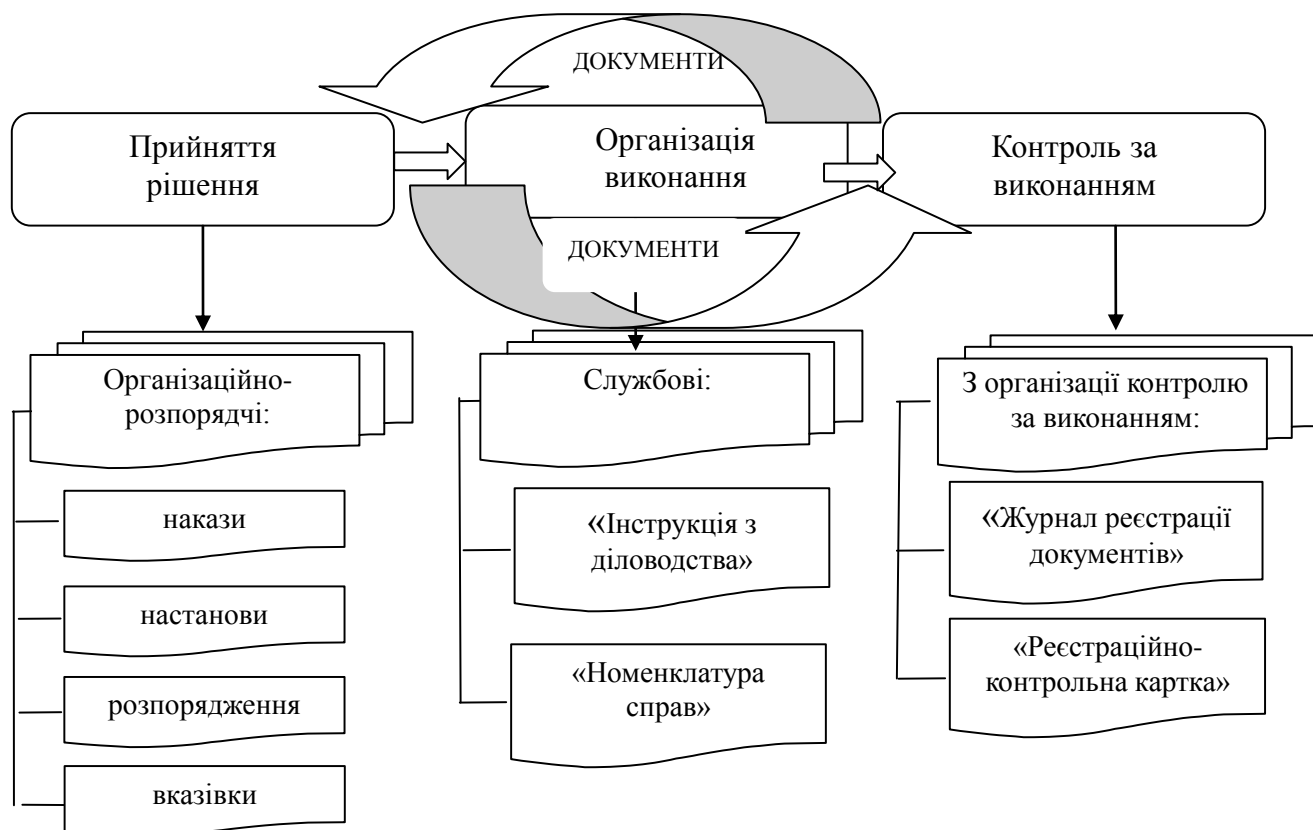 ДОКУМЕНТИ
Прийняття
рішення
Організація
виконання
Контроль за
виконанням
ДОКУМЕНТИ
Організаційно-
розпорядчі:
накази
настанови
розпорядження
вказівки
Службові:
«Інструкція з
діловодства»
«Номенклатура
справ»
З організації контролю
за виконанням:
«Журнал реєстрації
документів»
«Реєстраційно-
контрольна картка»